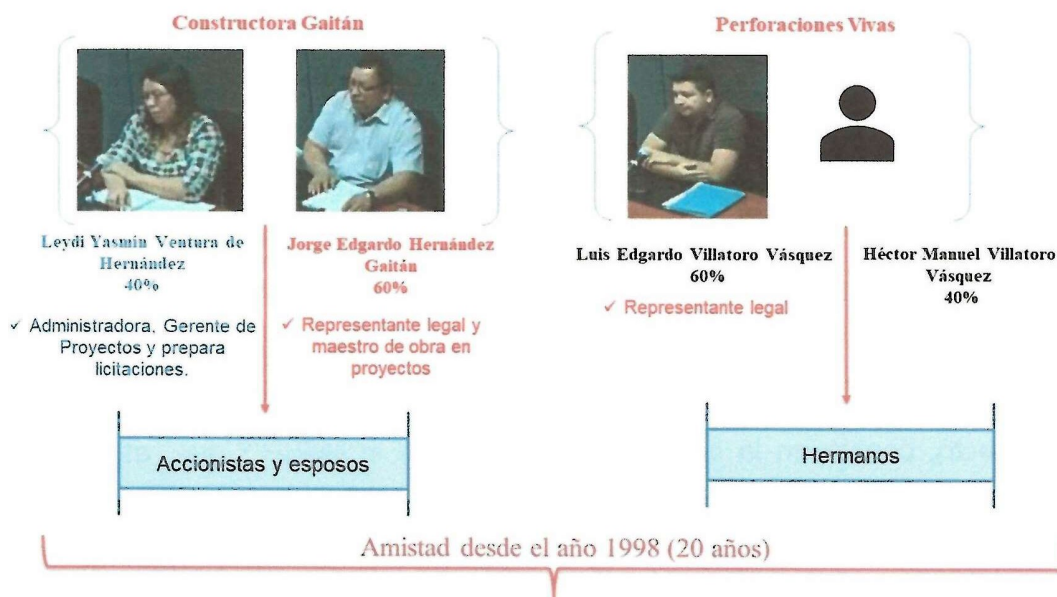 Constructora Gaitán
Perforaciones Vivas
Leydi Yasmin Ventura de
Hernández
40%
Jorge Edgardo Hernández
Gaitán
60%
Luis Edgardo Villatoro Vásquez
60%
Héctor Manuel Villatoro
Vásquez
40%
✓ Administradora, Gerente de
Proyectos y prepara
licitaciones.
✓ Representante legal y
maestro de obra en
proyectos
✓ Representante legal
Accionistas y esposos
Hermanos
Amistad desde el año 1998 (20 años)